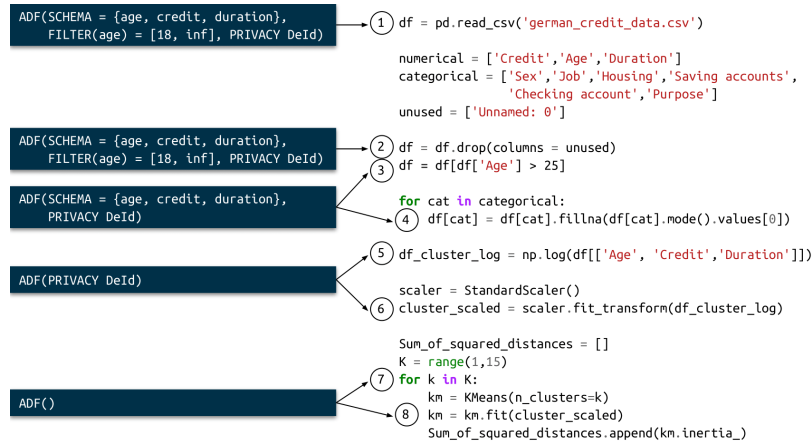 ADF(SCHEMA = {age, credit, duration},
FILTER(age) = [18, inf], PRIVACY DeId)
1 df = pd.read_csv('german_credit_data.csv')
numerical = ['Credit','Age','Duration']
categorical = ['Sex','Job','Housing','Saving accounts',
'Checking account','Purpose']
unused = ['Unnamed: 0']
ADF(SCHEMA = {age, credit, duration},
FILTER(age) = [18, inf], PRIVACY DeId)
2 df = df.drop(columns = unused)
3 df = df[df['Age'] > 25]
ADF(SCHEMA = {age, credit, duration},
PRIVACY DeId)
for cat in categorical:
4 df[cat] = df[cat].fillna(df[cat].mode().values[0])
5 df_cluster_log = np.log(df[['Age', 'Credit','Duration']])
ADF(PRIVACY DeId)
scaler = StandardScaler()
6 cluster_scaled = scaler.fit_transform(df_cluster_log)
Sum_of_squared_distances = []
K = range(1,15)
7 for k in K:
km = KMeans(n_clusters=k)
ADF()
8 km = km.fit(cluster_scaled)
Sum_of_squared_distances.append(km.inertia_)